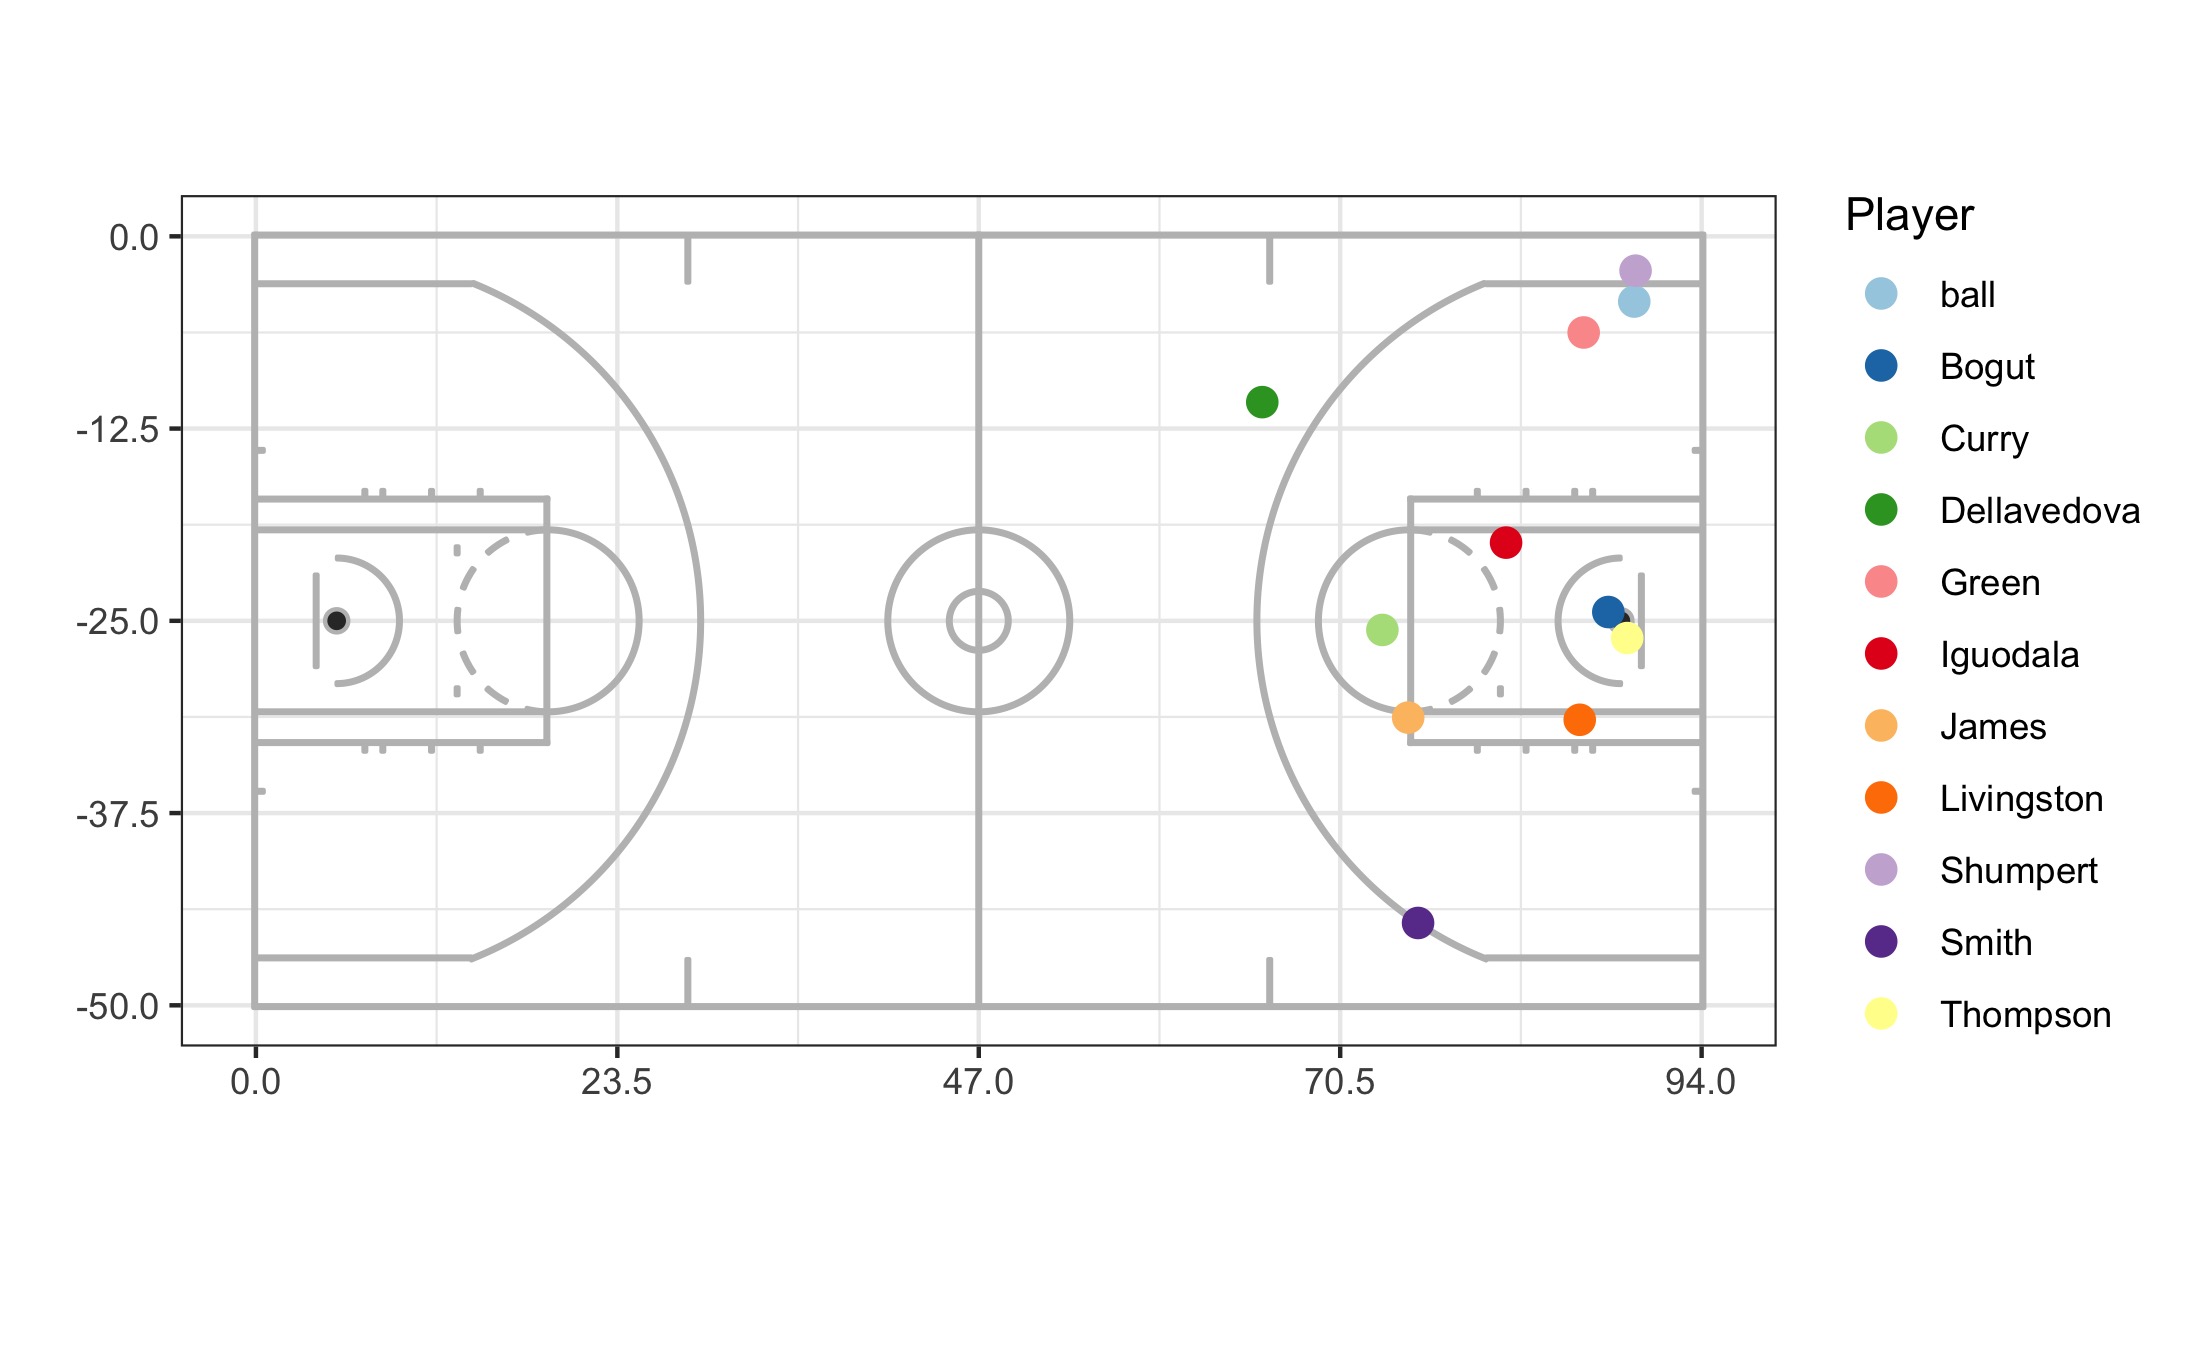 0.0
-12.5
-25.0
-37.5
-50.0
0.0
23.5
47.0
70.5
94.0
Player
ball
Bogut
Curry
Dellavedova
Green
Iguodala
James
Livingston
Shumpert
Smith
Thompson